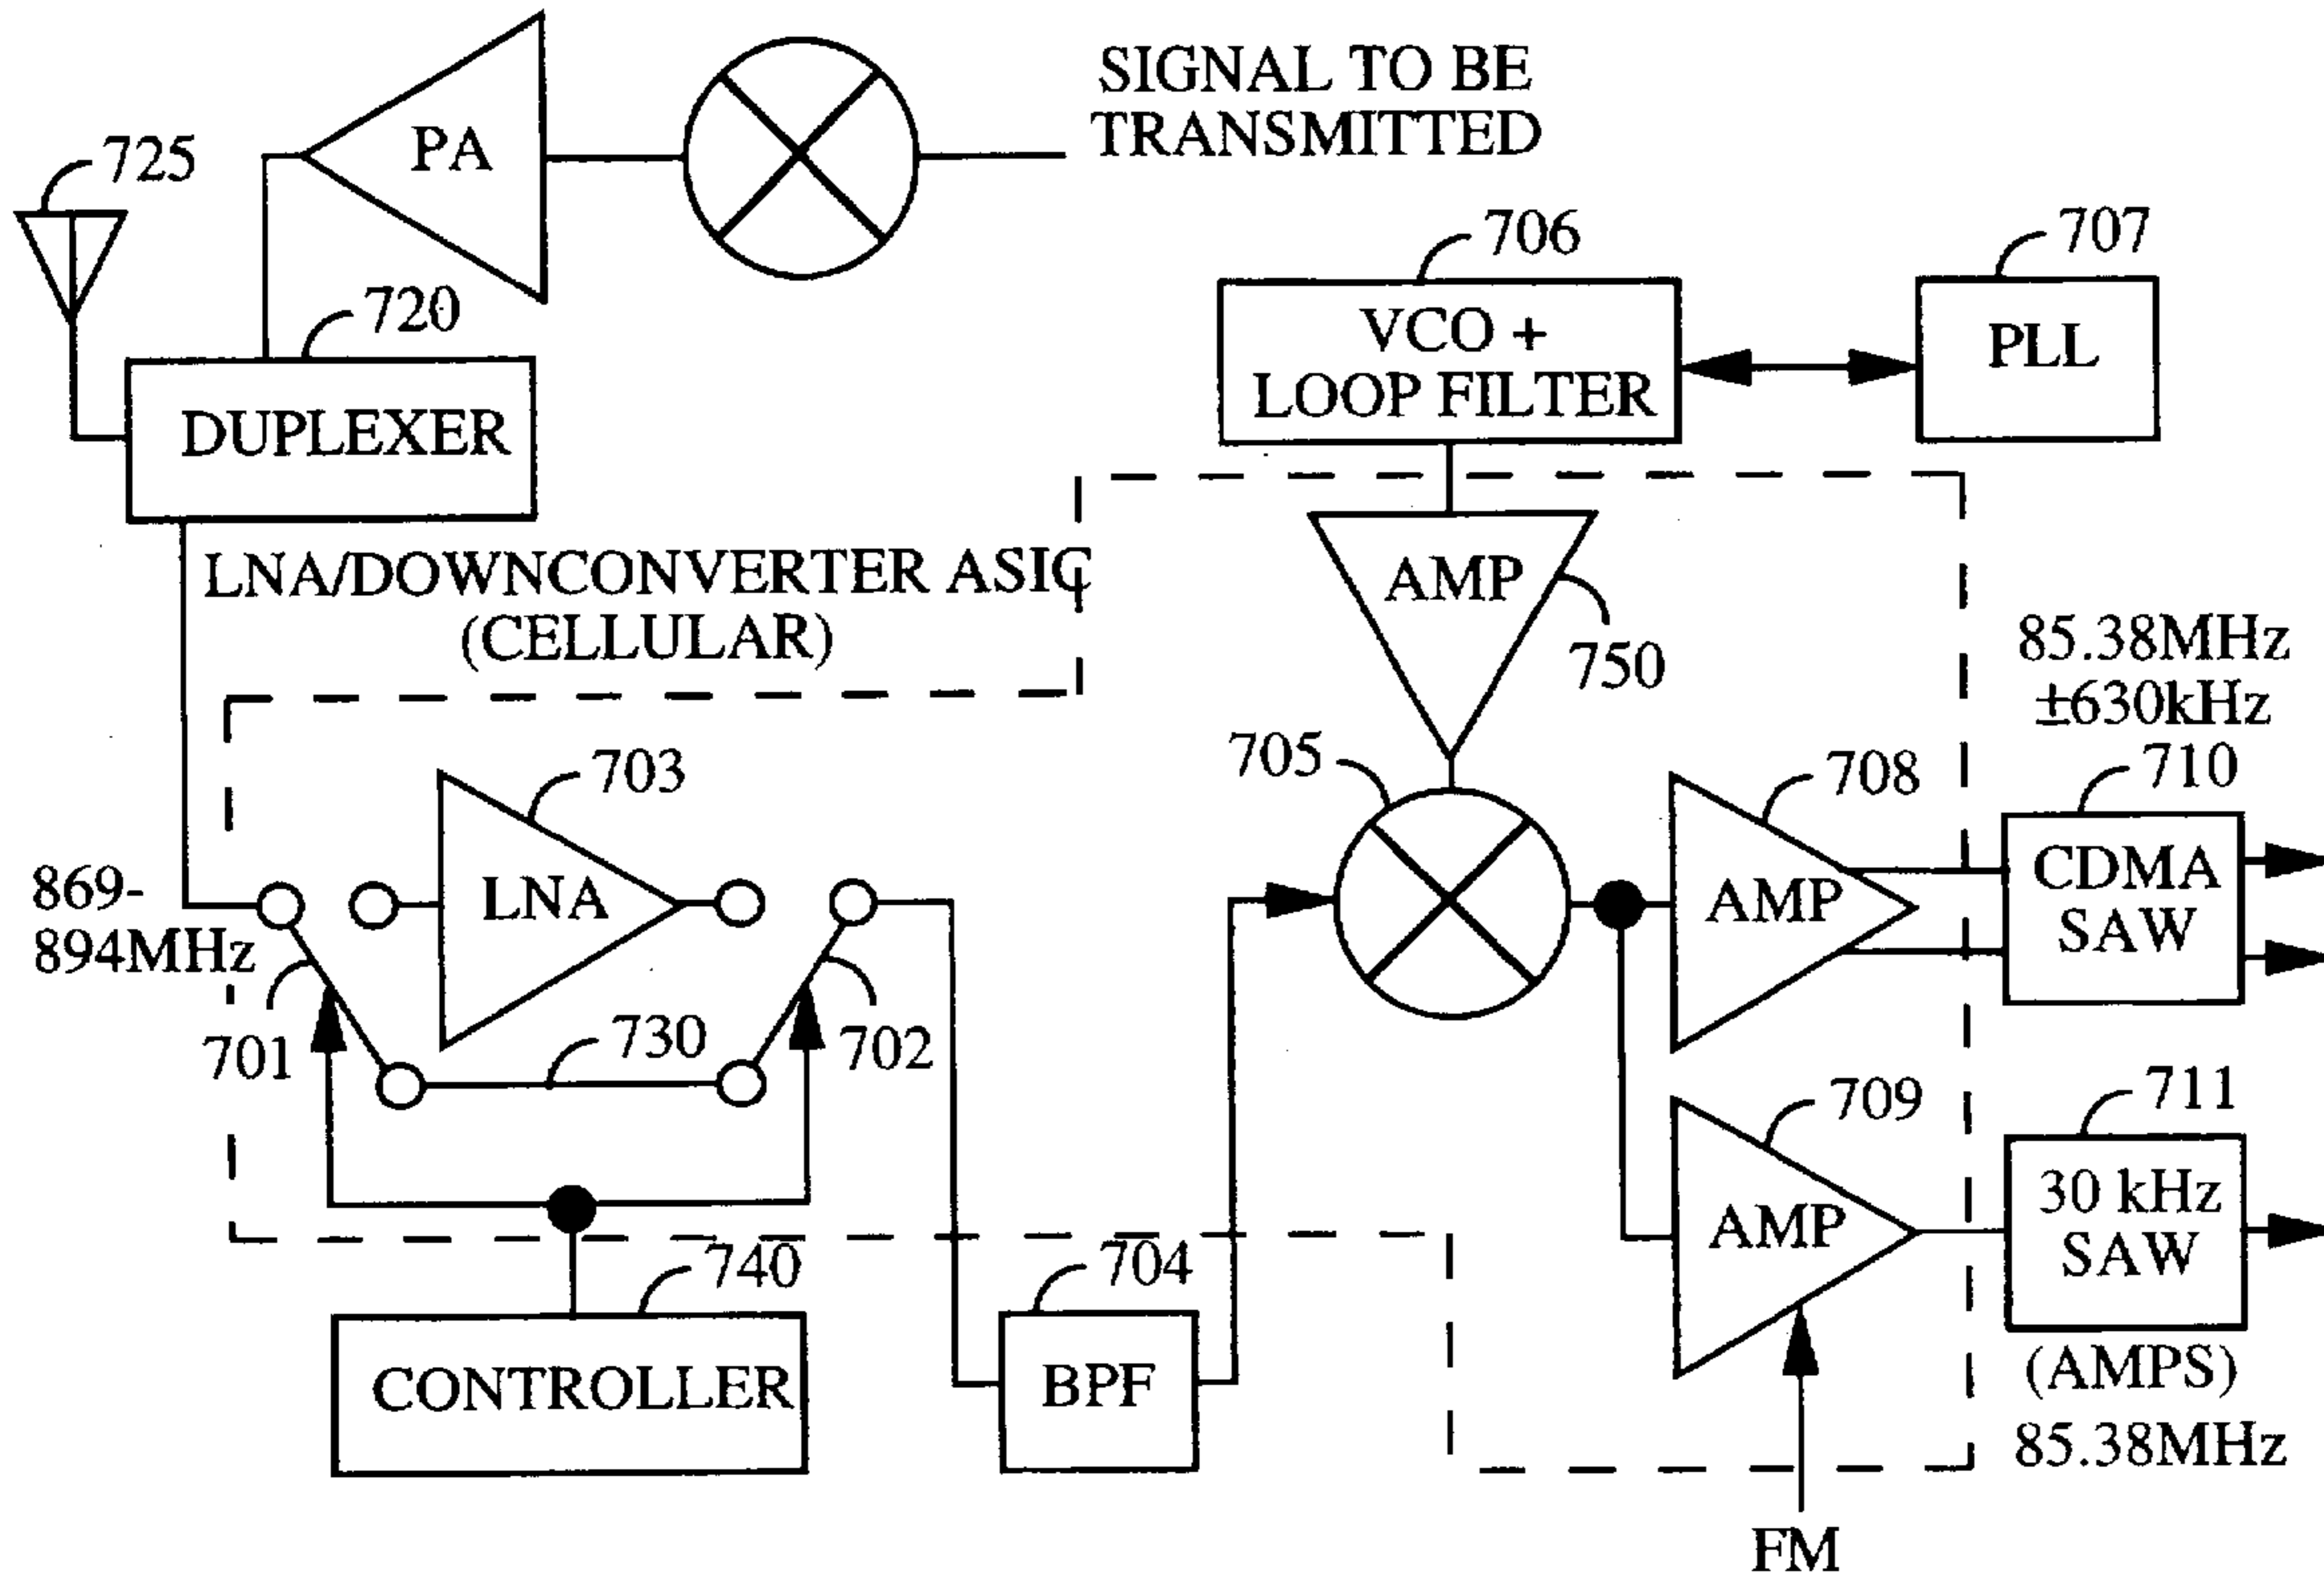 SIGNAL TO BE
TRANSMITTED
PA
725
706
707
720
VCO +
LOOP FILTER
PLL
DUPLEXER
LNA/DOWNCONVERTER ASIC
(CELLULAR)
AMP
750
85.38MHz
±630kHz
703
705
708
710
869-
894MHz
LNA
AMP
CDMA
SAW
701
730
702
709
711
AMP
30 kHz
SAW
740
704
CONTROLLER
BPF
(AMPS)
85.38MHz
FM